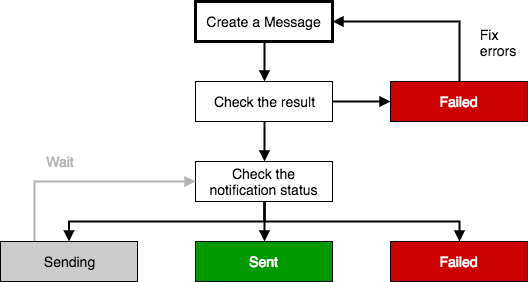 Create a Message
Fix
errors
Check the result
Failed
Wait
Check the
notification status
Sending
Sent
Failed